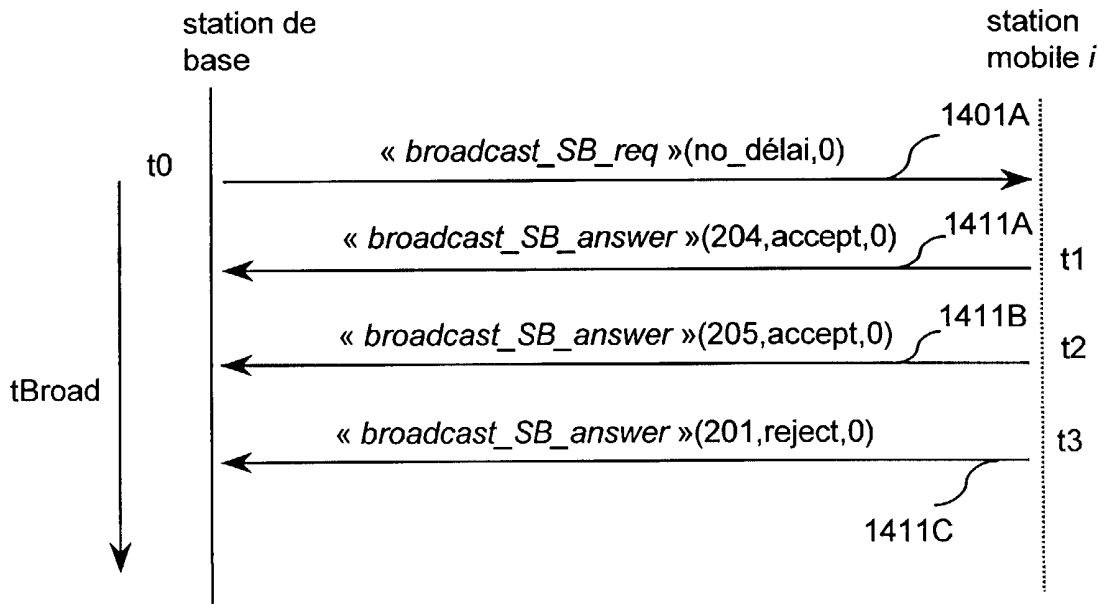 station de
base
station
mobile i
1401A
t0
« broadcast_SB_req »(no_délai,0)
1411A
« broadcast_SB_answer »(204,accept,0)
t1
1411B
« broadcast_SB_answer »(205,accept,0)
t2
tBroad
« broadcast_SB_answer »(201,reject,0)
t3
1411C